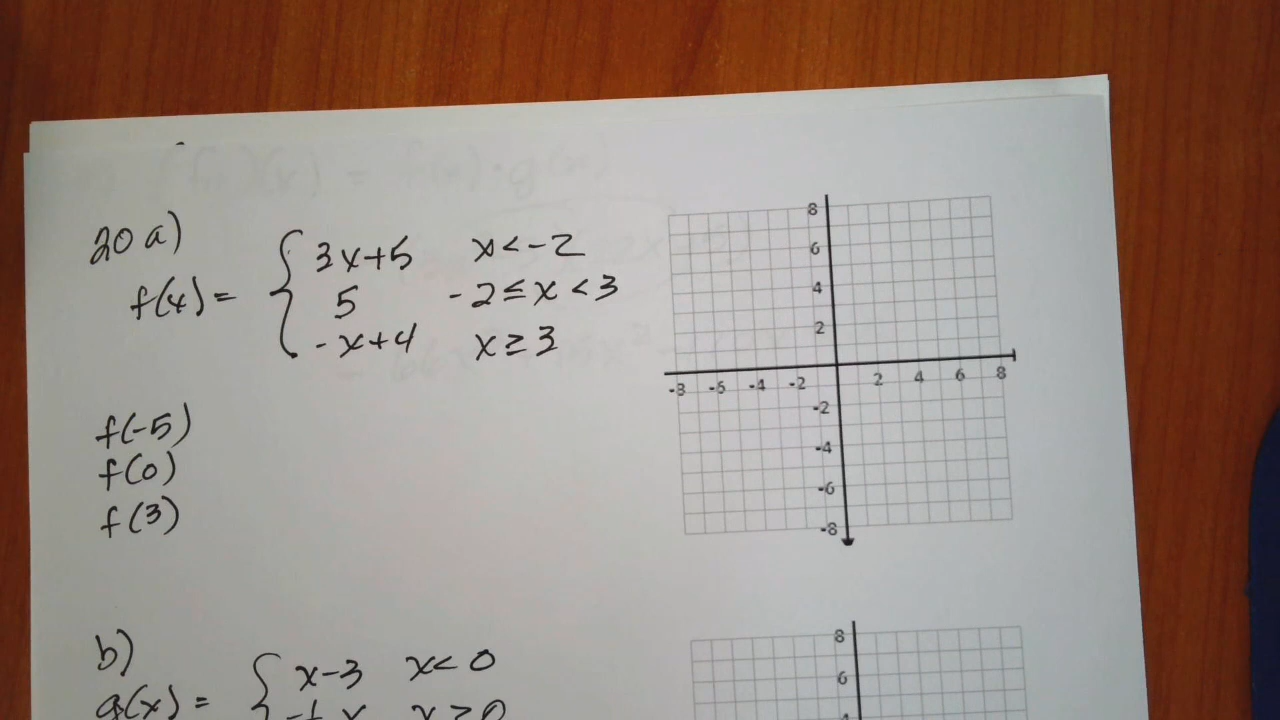 20 a)
f(x) = { 3x+5 x < -2
5 -2 ≤ x < 3
-x+4 x ≥ 3
8
6
4
2
-8 -6 -4 -2 2 4 6 8
-2
-4
-6
-8
f(-5)
f(0)
f(3)
b)
g(x) = { x-3 x < 0
8
6